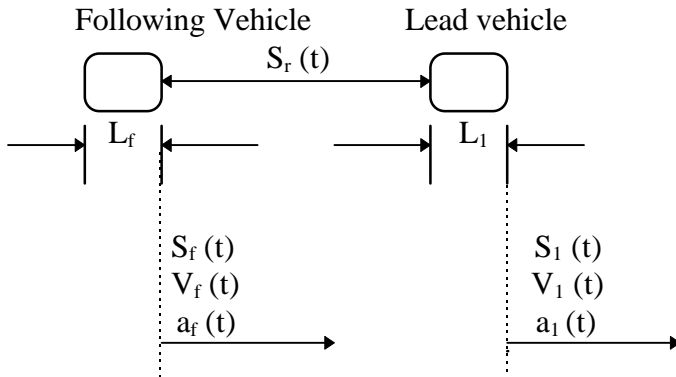 Following Vehicle
Lead vehicle
Sr (t)
Lf
L1
Sf (t)
Vf (t)
af (t)
S1 (t)
V1 (t)
a1 (t)